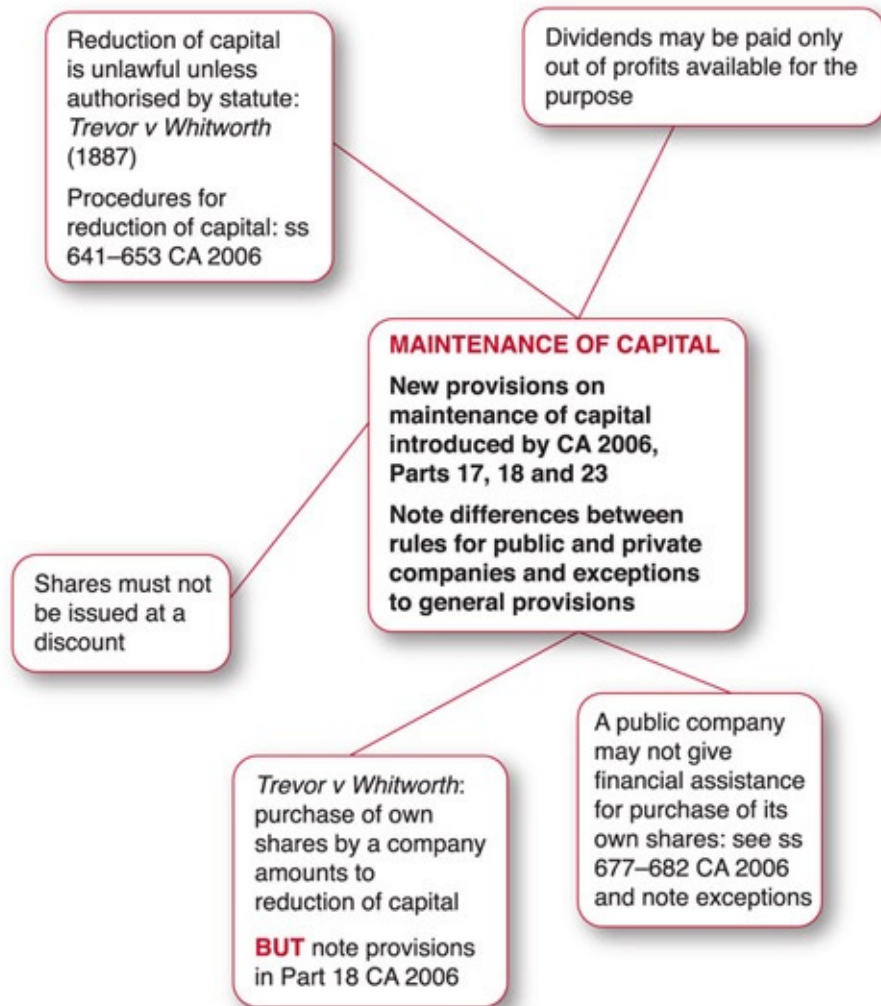 Reduction of capital
is unlawful unless
authorised by statute:
Trevor v Whitworth
(1887)
Procedures for
reduction of capital: ss
641–653 CA 2006
Dividends may be paid only
out of profits available for the
purpose
MAINTENANCE OF CAPITAL
New provisions on
maintenance of capital
introduced by CA 2006,
Parts 17, 18 and 23
Note differences between
rules for public and private
companies and exceptions
to general provisions
Shares must not
be issued at a
discount
Trevor v Whitworth:
purchase of own
shares by a company
amounts to
reduction of capital
BUT note provisions
in Part 18 CA 2006
A public company
may not give
financial assistance
for purchase of its
own shares: see ss
677–682 CA 2006
and note exceptions